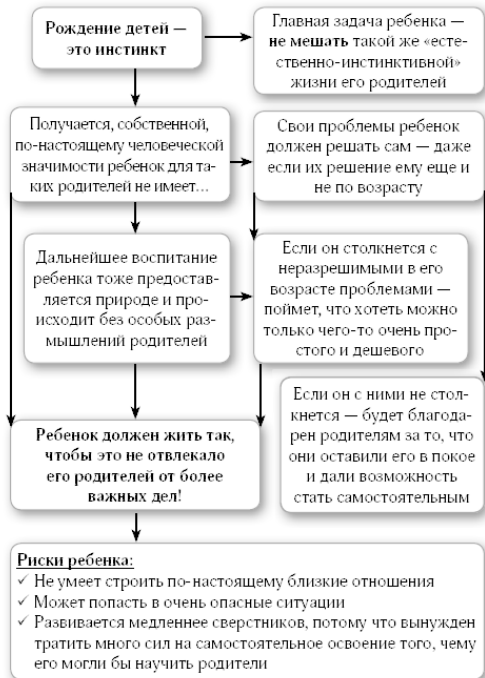 Рождение детей —
это инстинкт
Главная задача ребенка —
не мешать такой же «есте-
ственно-инстинктивной»
жизни его родителей
Получается, собственной,
по-настоящему человеческой
значимости ребенок для та-
ких родителей не имеет...
Свои проблемы ребенок
должен решать сам — даже
если их решение ему еще и
не по возрасту
Дальнейшее воспитание
ребенка тоже предостав-
ляется природе и про-
исходит без особых раз-
мышлений родителей
Если он столкнется с
неразрешимыми в его
возрасте проблемами —
поймет, что хотеть можно
только чего-то очень про-
стого и дешевого
Если он с ними не стол-
кнется — будет благода-
рен родителям за то, что
они оставили его в покое
и дали возможность
стать самостоятельным
Ребенок должен жить так,
чтобы это не отвлекало
его родителей от более
важных дел!
Риски ребенка:
✓ Не умеет строить по-настоящему близкие отношения
✓ Может попасть в очень опасные ситуации
✓ Развивается медленнее сверстников, потому что вынужден
тратить много сил на самостоятельное освоение того, чему
его могли бы научить родители